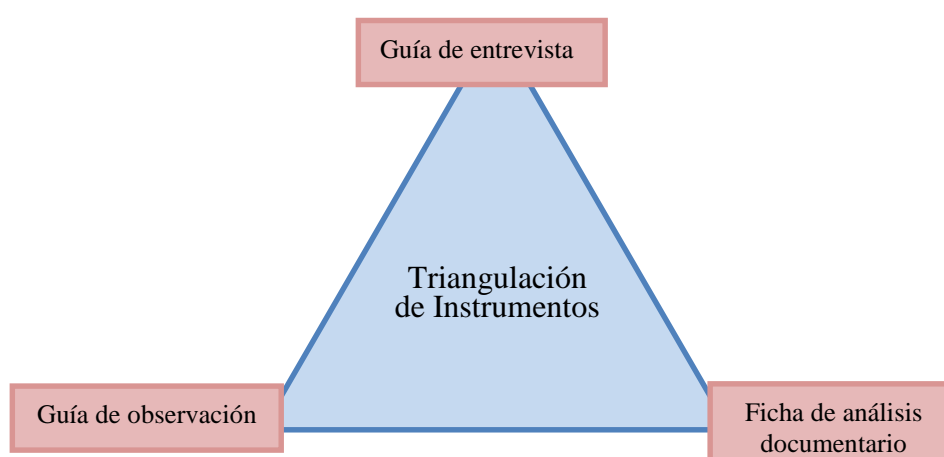 Guía de entrevista
Triangulación
de Instrumentos
Guía de observación
Ficha de análisis
documentario